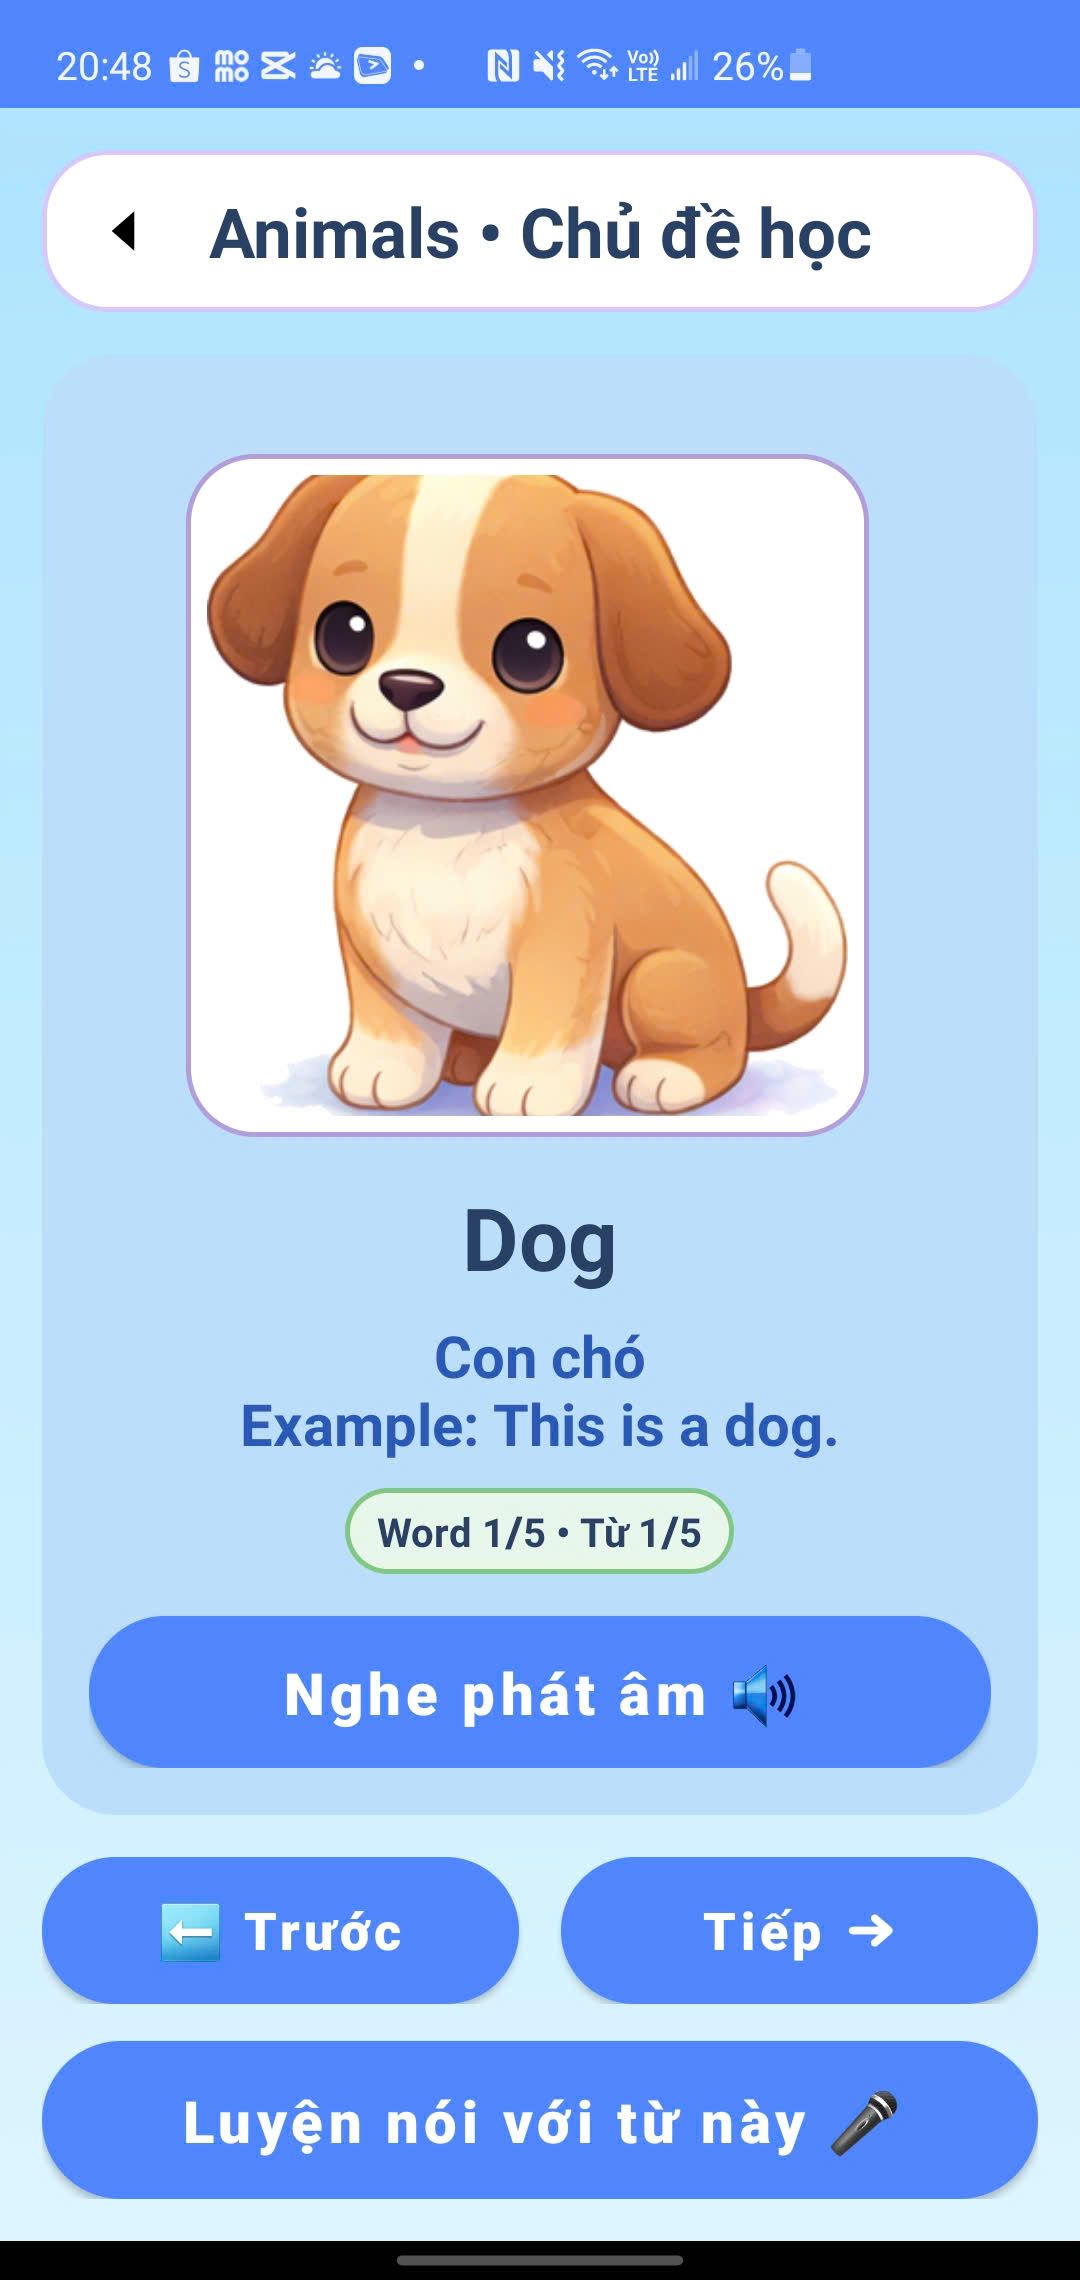 20:48
26%
Animals • Chủ đề học
Dog
Con chó
Example: This is a dog.
Word 1/5 • Từ 1/5
Nghe phát âm 🔊
⬅️ Trước
Tiếp ➜
Luyện nói với từ này 🎤